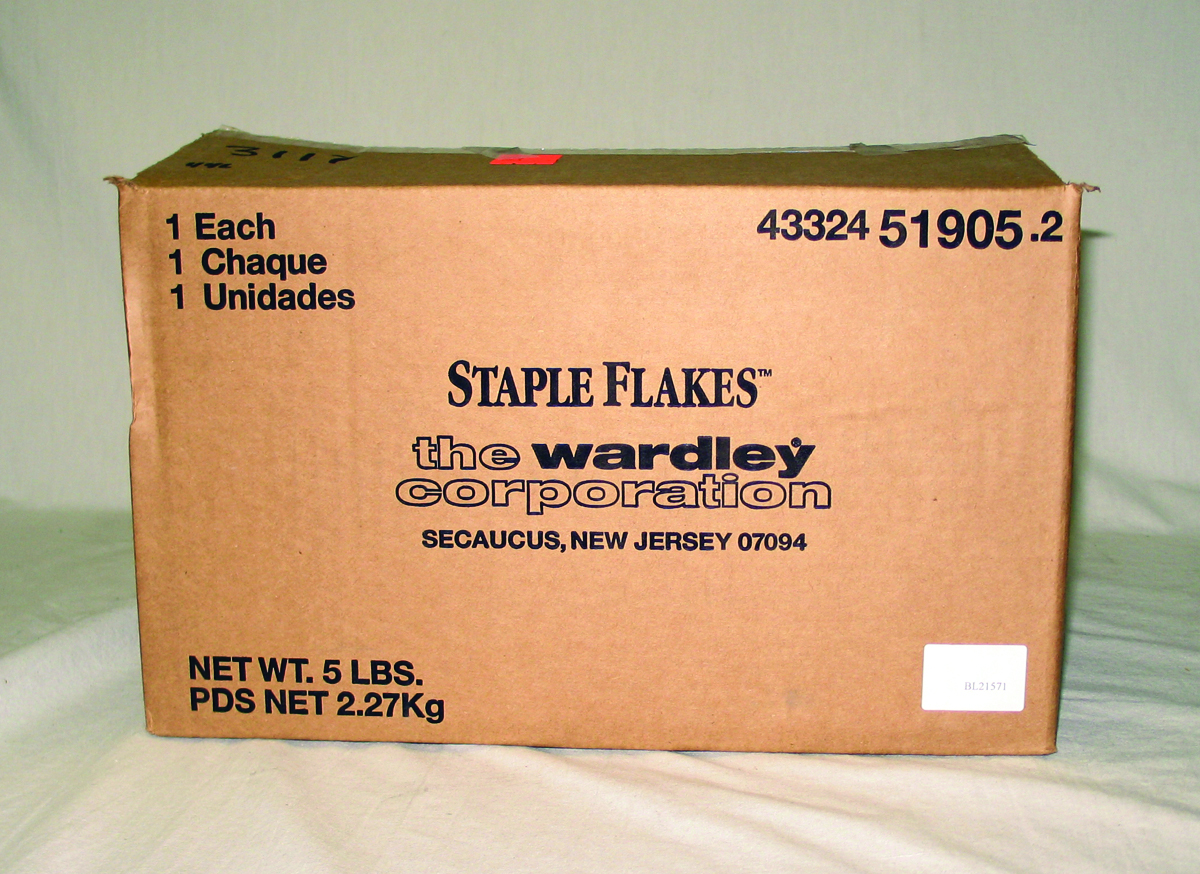 3117
1 Each
1 Chaque
1 Unidades
43324 51905.2
STAPLE FLAKES™
the wardley®
corporation
SECAUCUS, NEW JERSEY 07094
NET WT. 5 LBS.
PDS NET 2.27Kg
BL21571